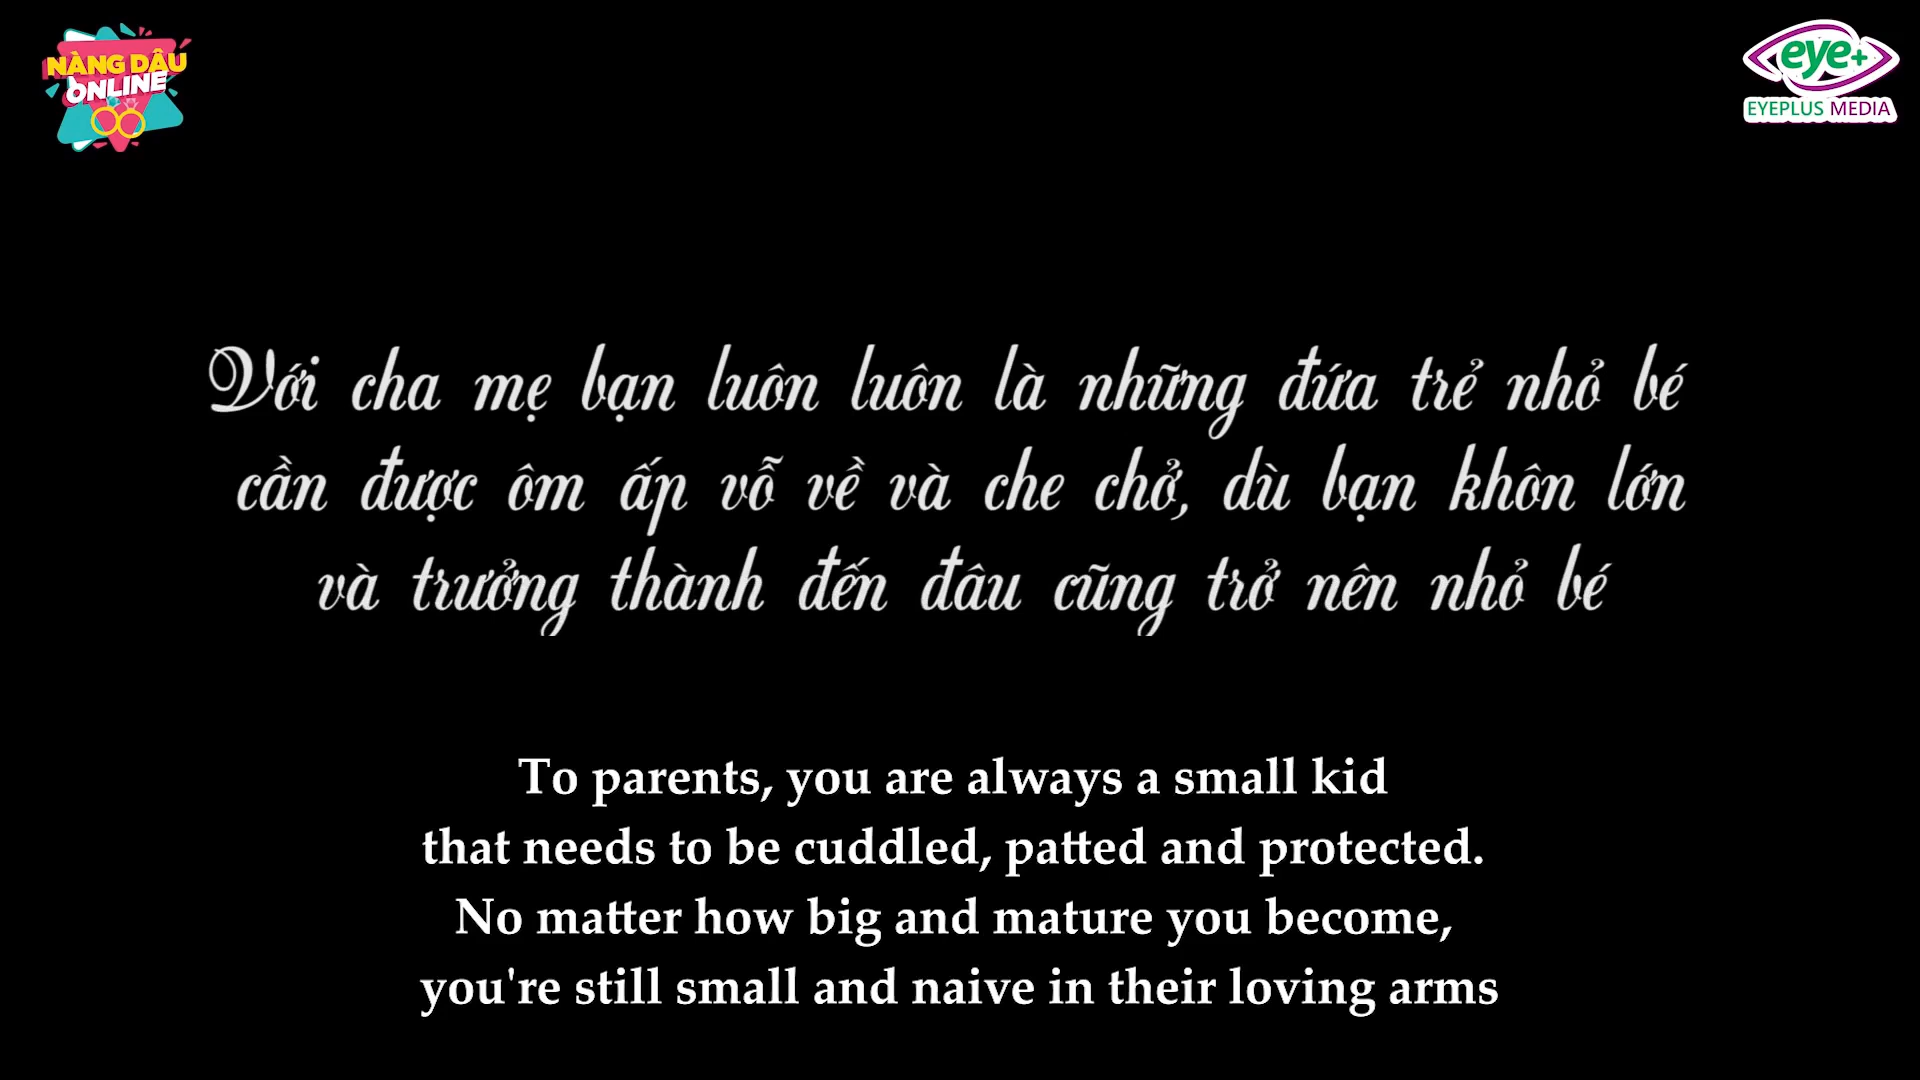 NÀNG DÂU
ONLINE
eye+
EYEPLUS MEDIA
Với cha mẹ bạn luôn luôn là những đứa trẻ nhỏ bé
cần được ôm ấp vỗ về và che chở, dù bạn khôn lớn
và trưởng thành đến đâu cũng trở nên nhỏ bé
To parents, you are always a small kid
that needs to be cuddled, patted and protected.
No matter how big and mature you become,
you're still small and naive in their loving arms